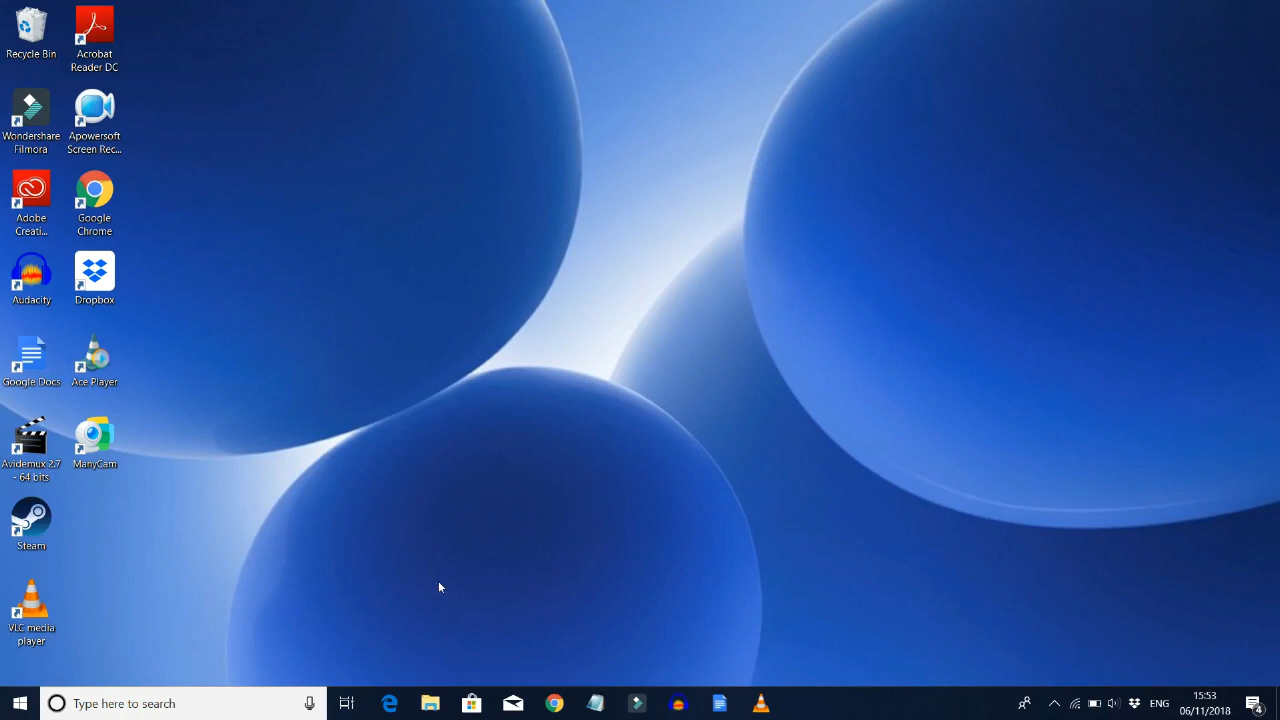 Recycle Bin
Acrobat
Reader DC
Wondershare
Filmora
Apowersoft
Screen Rec...
Adobe
Creati...
Google
Chrome
Audacity
Dropbox
Google Docs
Ace Player
Avidemux 2.7
- 64 bits
ManyCam
Steam
VLC media
player
Type here to search
ENG
15:53
06/11/2018
4